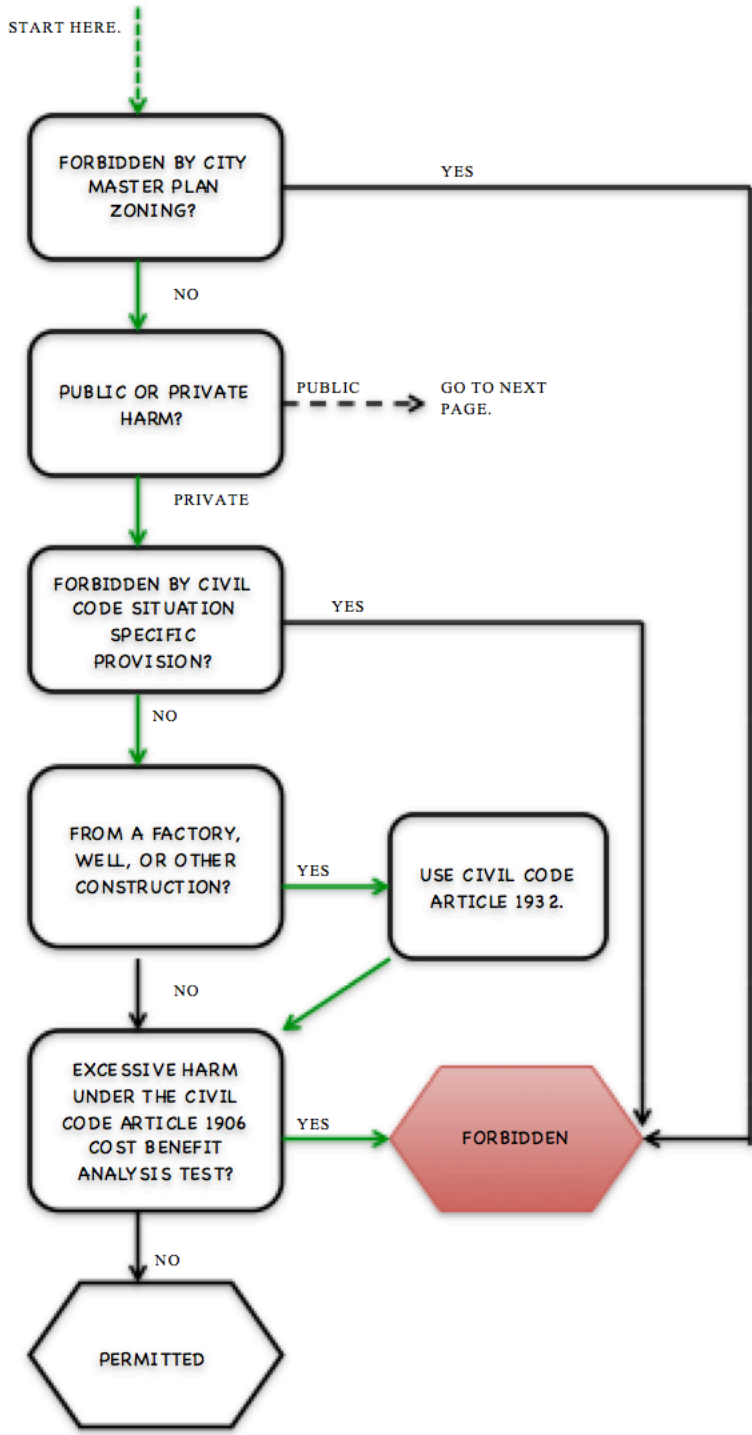 START HERE.
FORBIDDEN BY CITY
MASTER PLAN
ZONING?
YES
NO
PUBLIC OR PRIVATE
HARM?
PUBLIC
GO TO NEXT
PAGE.
PRIVATE
FORBIDDEN BY CIVIL
CODE SITUATION
SPECIFIC
PROVISION?
YES
NO
FROM A FACTORY,
WELL, OR OTHER
CONSTRUCTION?
YES
USE CIVIL CODE
ARTICLE 1932.
NO
EXCESSIVE HARM
UNDER THE CIVIL
CODE ARTICLE 1906
COST BENEFIT
ANALYSIS TEST?
YES
FORBIDDEN
NO
PERMITTED